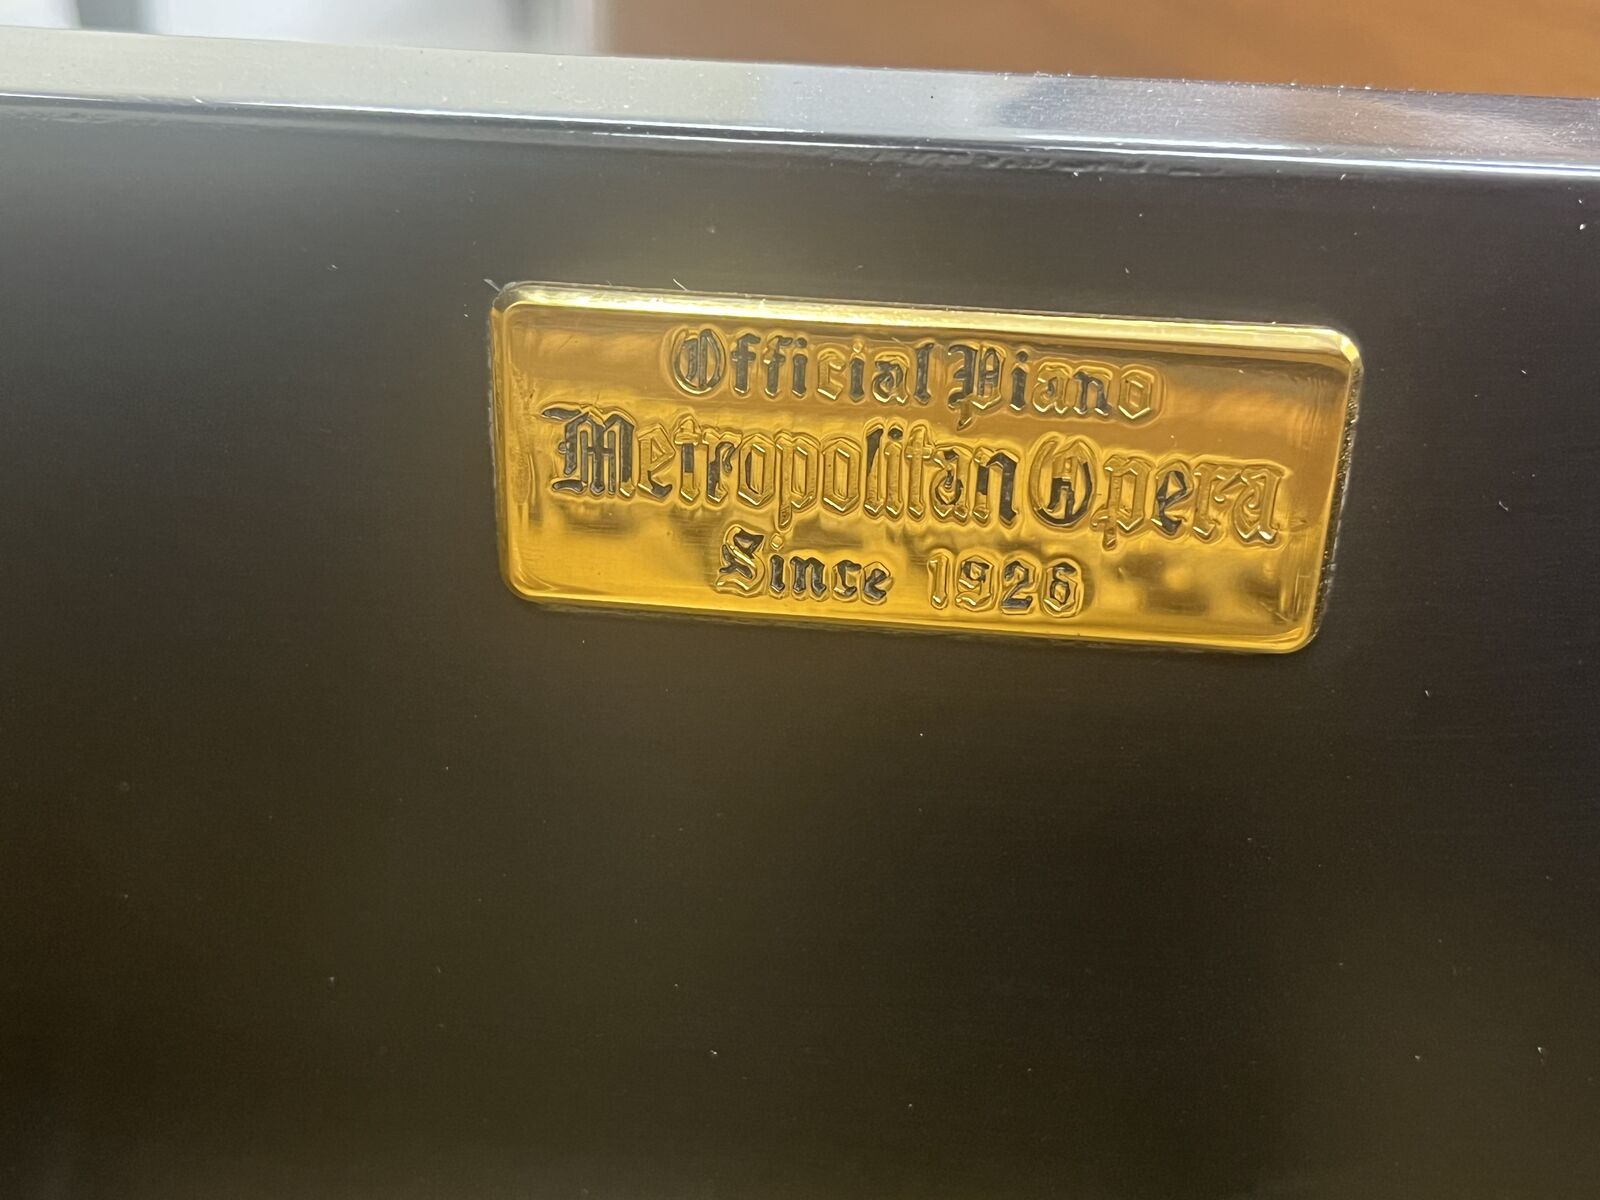 Official Piano
Metropolitan Opera
Since 1926